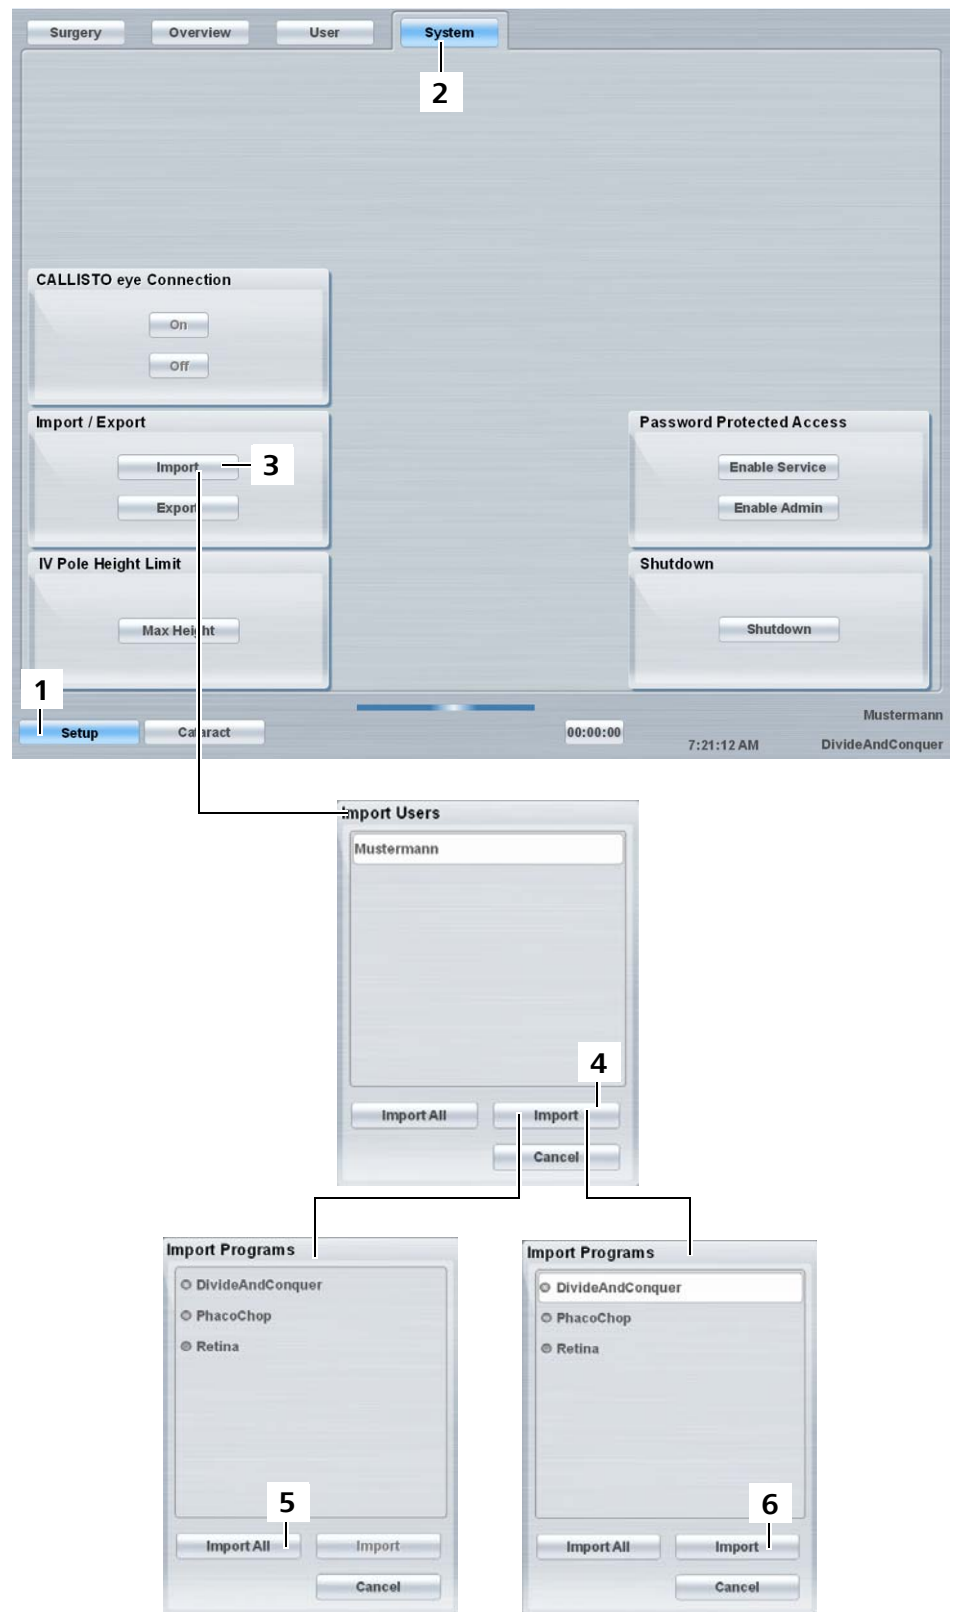 Surgery Overview User System
2
CALLISTO eye Connection
On
Off
Import / Export
Import 3
Export
Password Protected Access
Enable Service
Enable Admin
IV Pole Height Limit
Max Height
Shutdown
Shutdown
1
Setup Cataract 00:00:00 7:21:12 AM
Mustermann
DivideAndConquer
Import Users
Mustermann
4
Import All Import
Cancel
Import Programs
DivideAndConquer
PhacoChop
Retina
5
Import All Import
Cancel
Import Programs
DivideAndConquer
PhacoChop
Retina
6
Import All Import
Cancel